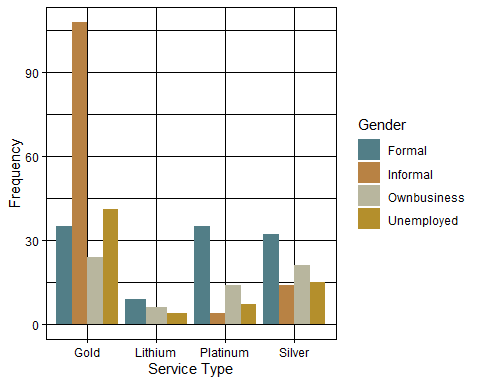 90
60
30
0
Frequency
Gold Lithium Platinum Silver
Service Type
Gender
Formal
Informal
Ownbusiness
Unemployed